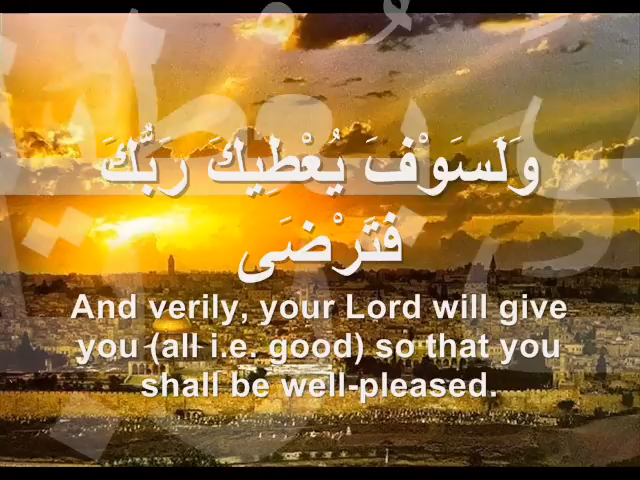 وَلَسَوْفَ يُعْطِيكَ رَبُّكَ
فَتَرْضَى
And verily, your Lord will give
you (all i.e. good) so that you
shall be well-pleased.